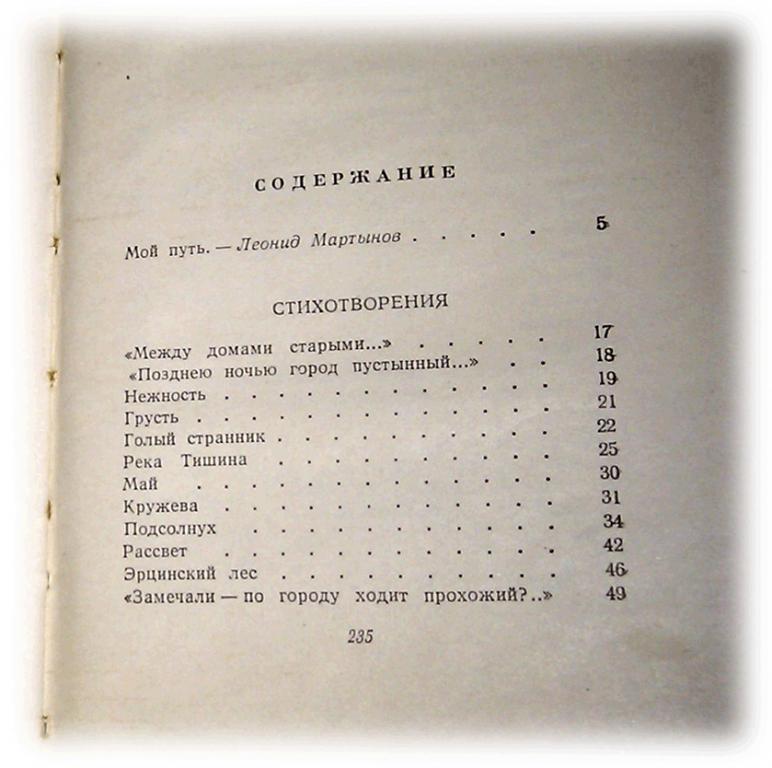 СОДЕРЖАНИЕ
Мой путь. — Леонид Мартынов . . . . . 5
СТИХОТВОРЕНИЯ
«Между домами старыми...» . . . . . 17
«Позднею ночью город пустынный...» . . 18
Нежность . . . . . . . . . . . . 19
Грусть . . . . . . . . . . . . . 21
Голый странник . . . . . . . . . . 22
Река Тишина . . . . . . . . . . 25
Май . . . . . . . . . . . . . 30
Кружева . . . . . . . . . . . . 31
Подсолнух . . . . . . . . . . . 34
Рассвет . . . . . . . . . . . . 42
Эрцинский лес . . . . . . . . . . 46
«Замечали — по городу ходит прохожий?..» 49
235